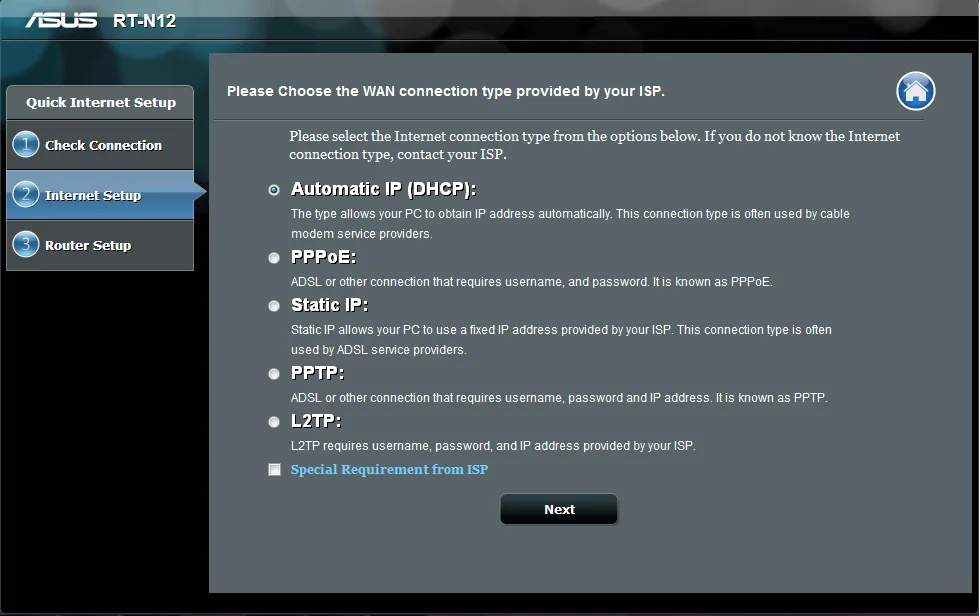 ASUS RT-N12
Quick Internet Setup
1 Check Connection
2 Internet Setup
3 Router Setup
Please Choose the WAN connection type provided by your ISP.
Please select the Internet connection type from the options below. If you do not know the Internet
connection type, contact your ISP.
Automatic IP (DHCP):
The type allows your PC to obtain IP address automatically. This connection type is often used by cable
modem service providers.
PPPoE:
ADSL or other connection that requires username, and password. It is known as PPPoE.
Static IP:
Static IP allows your PC to use a fixed IP address provided by your ISP. This connection type is often
used by ADSL service providers.
PPTP:
ADSL or other connection that requires username, password and IP address. It is known as PPTP.
L2TP:
L2TP requires username, password, and IP address provided by your ISP.
Special Requirement from ISP
Next